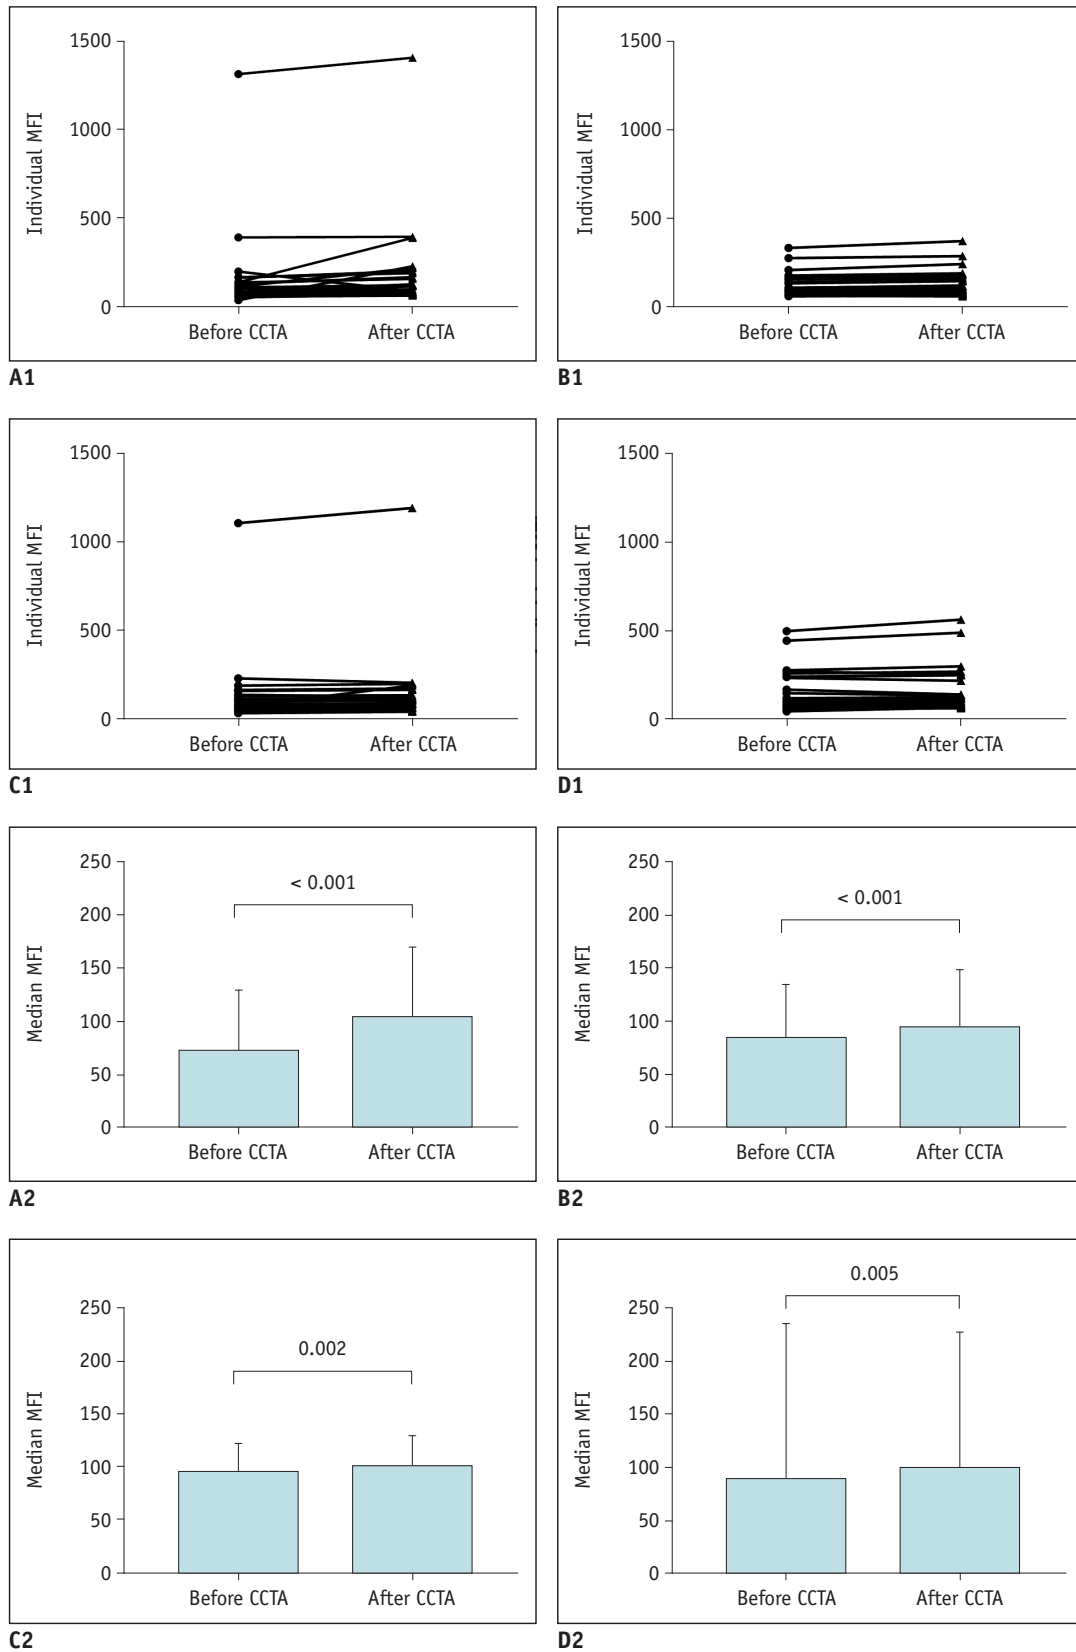 1500
1000
500
0
Individual MFI
Before CCTA
After CCTA
A1
1500
1000
500
0
Individual MFI
Before CCTA
After CCTA
B1
1500
1000
500
0
Individual MFI
Before CCTA
After CCTA
C1
1500
1000
500
0
Individual MFI
Before CCTA
After CCTA
D1
250
200
150
100
50
0
Median MFI
< 0.001
Before CCTA
After CCTA
A2
250
200
150
100
50
0
Median MFI
< 0.001
Before CCTA
After CCTA
B2
250
200
150
100
50
0
Median MFI
0.002
Before CCTA
After CCTA
C2
250
200
150
100
50
0
Median MFI
0.005
Before CCTA
After CCTA
D2